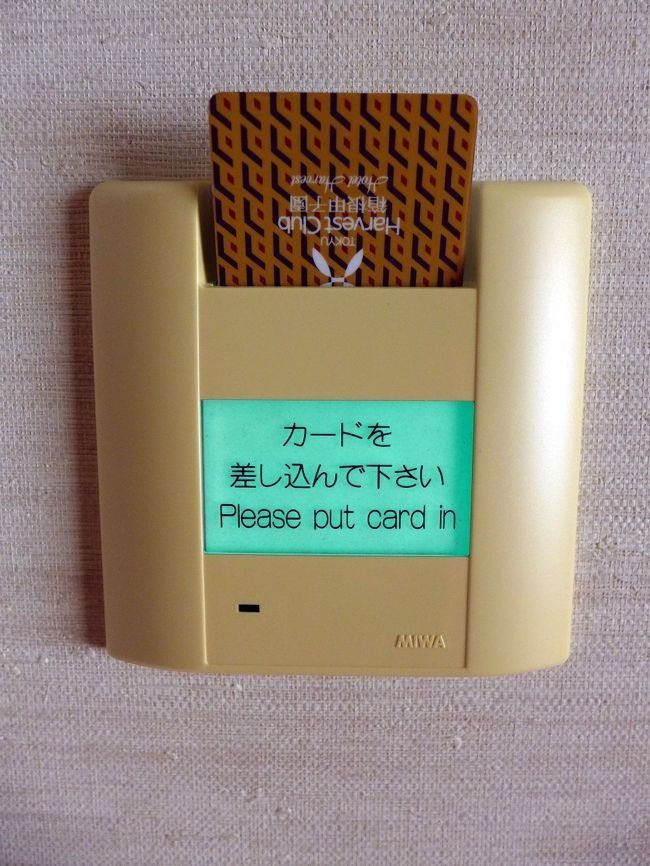 TOKYU
Harvest Club
箱根甲子園
Hotel Harvest
カードを
差し込んで下さい
Please put card in
MIWA